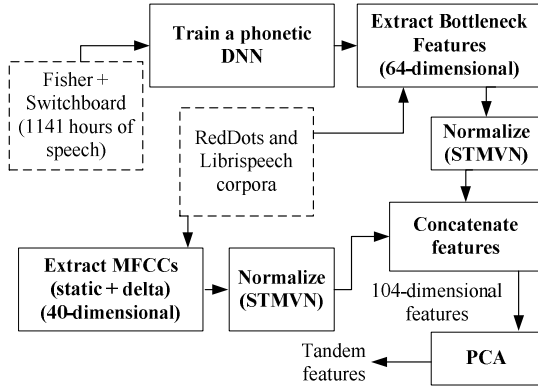 Train a phonetic
DNN
Extract Bottleneck
Features
(64-dimensional)
Fisher +
Switchboard
(1141 hours of
speech)
RedDots and
Librispeech
corpora
Normalize
(STMVN)
Concatenate
features
Extract MFCCs
(static + delta)
(40-dimensional)
Normalize
(STMVN)
104-dimensional
features
PCA
Tandem
features